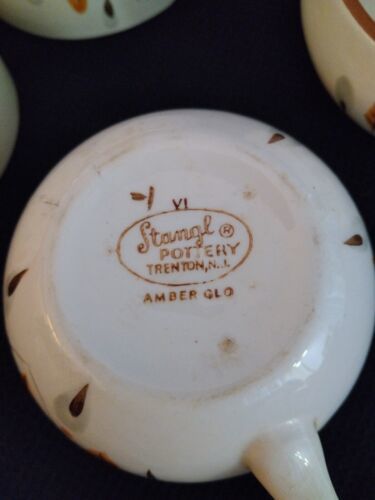 VI
Stangl ®
POTTERY
TRENTON, N.J.
AMBER GLO